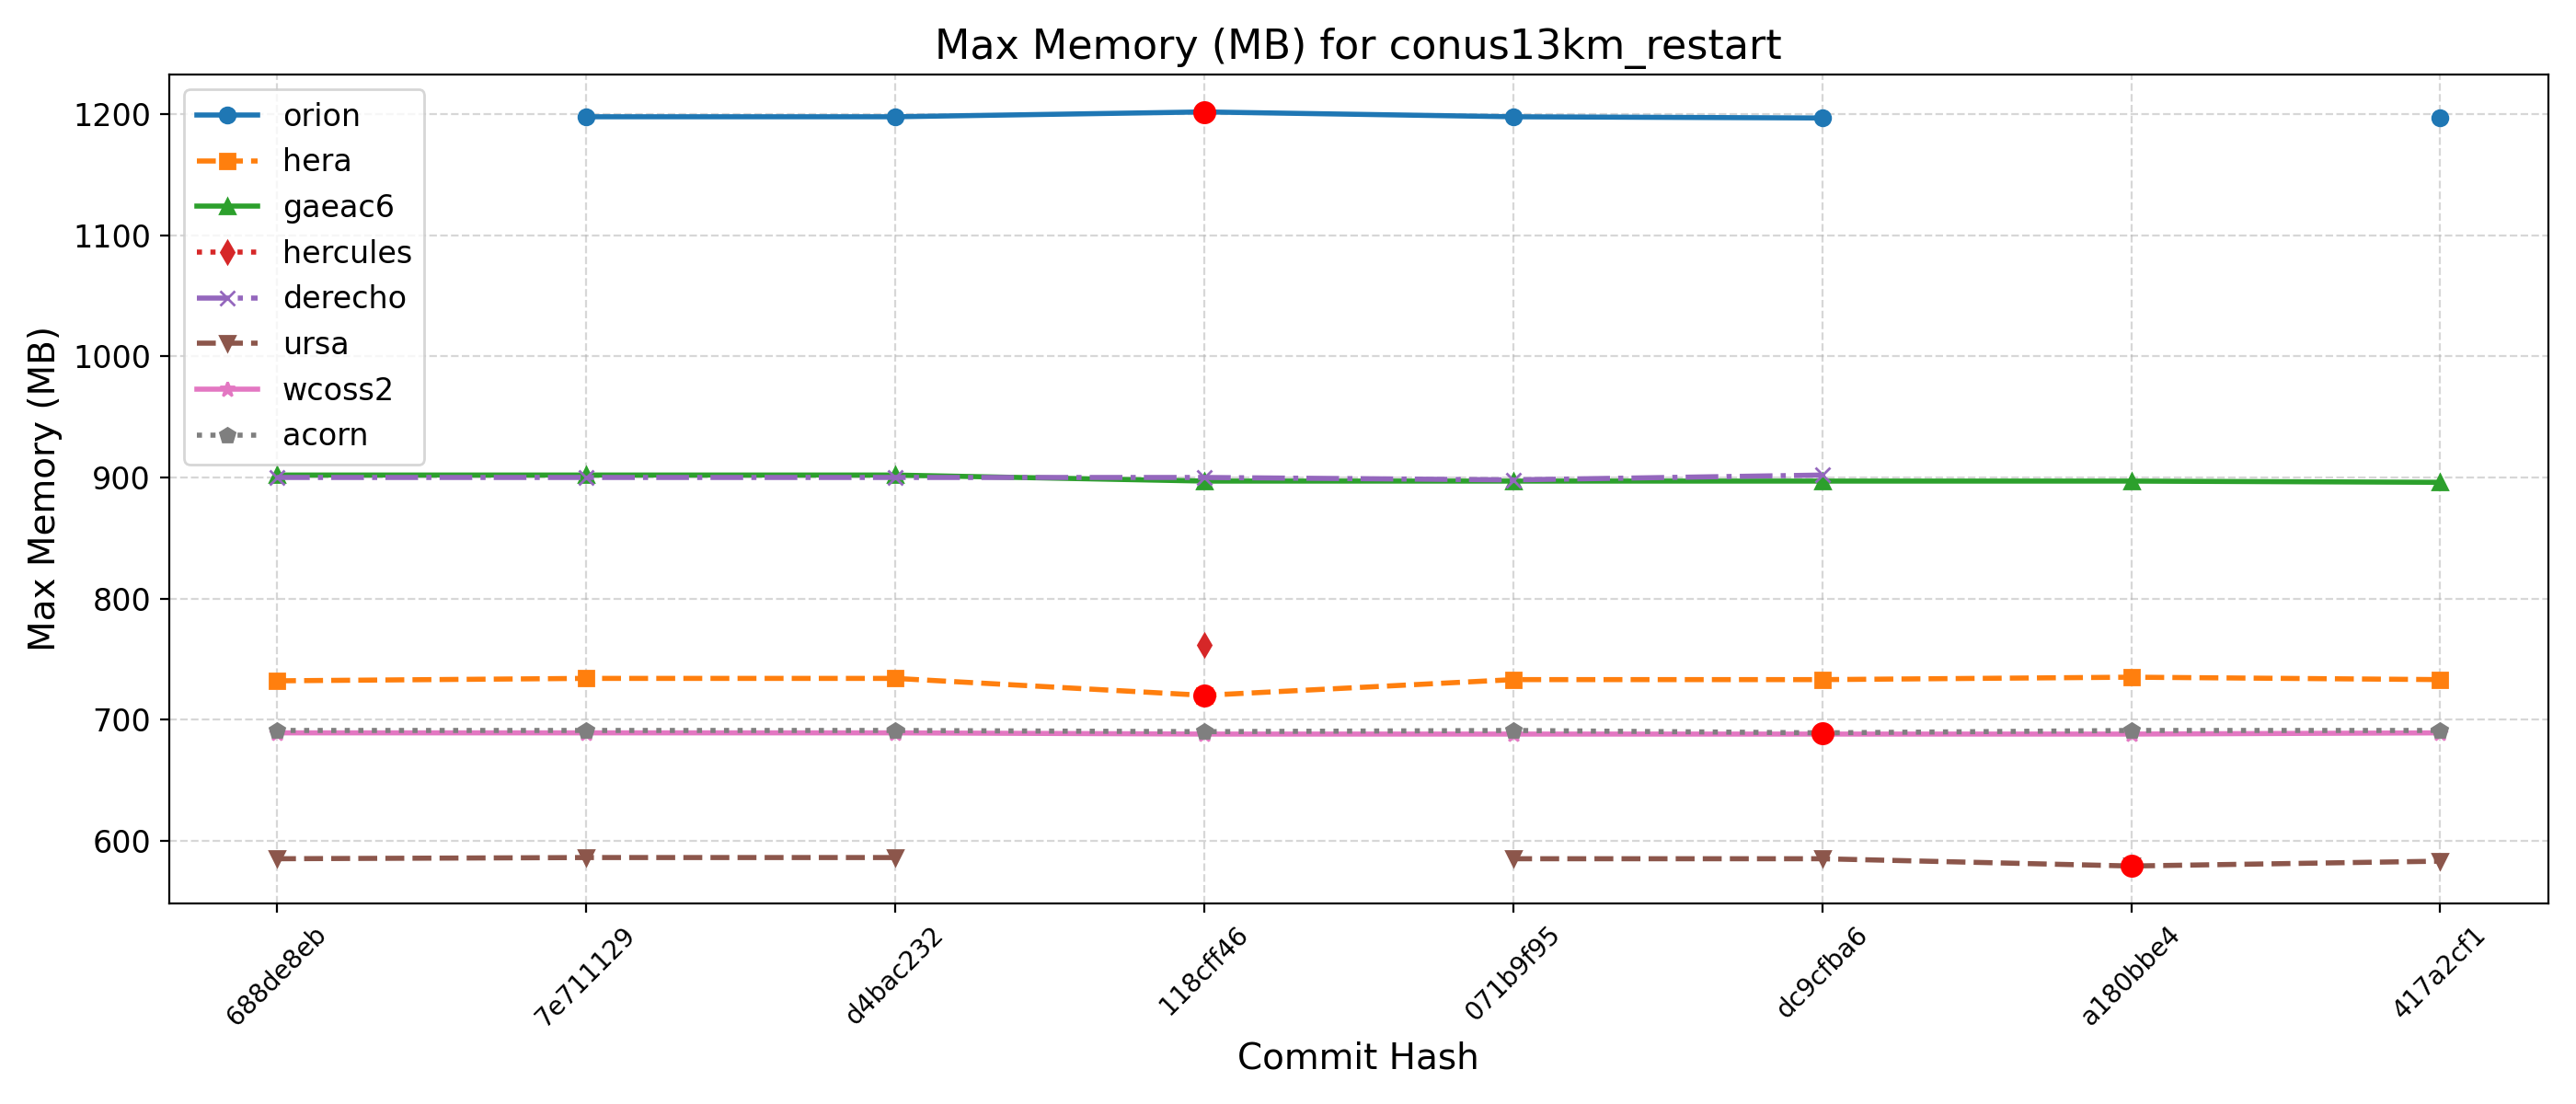 Max Memory (MB) for conus13km_restart
Max Memory (MB)
1200
1100
1000
900
800
700
600
orion
hera
gaeac6
hercules
derecho
ursa
wcoss2
acorn
688de8eb
7e711129
d4bac232
118cff46
071b9f95
dc9cfba6
a180bbe4
417a2cf1
Commit Hash